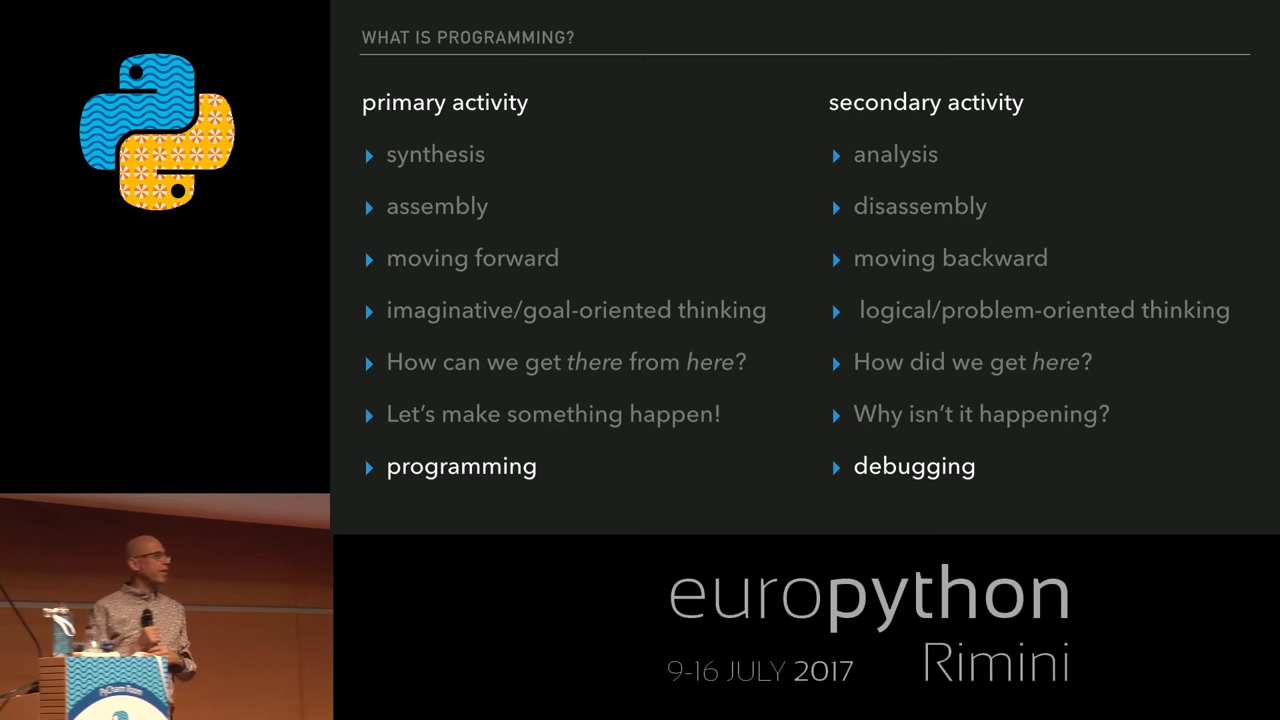 WHAT IS PROGRAMMING?
primary activity
synthesis
assembly
moving forward
imaginative/goal-oriented thinking
How can we get there from here?
Let's make something happen!
programming
secondary activity
analysis
disassembly
moving backward
logical/problem-oriented thinking
How did we get here?
Why isn't it happening?
debugging
PyCharm Room
europython
Rimini
9-16 JULY 2017